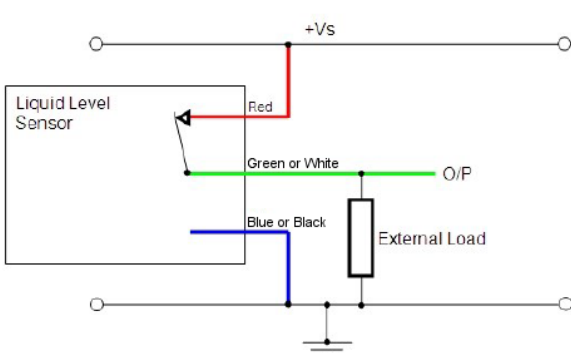 +Vs
Liquid Level
Sensor
Red
Green or White
O/P
Blue or Black
External Load